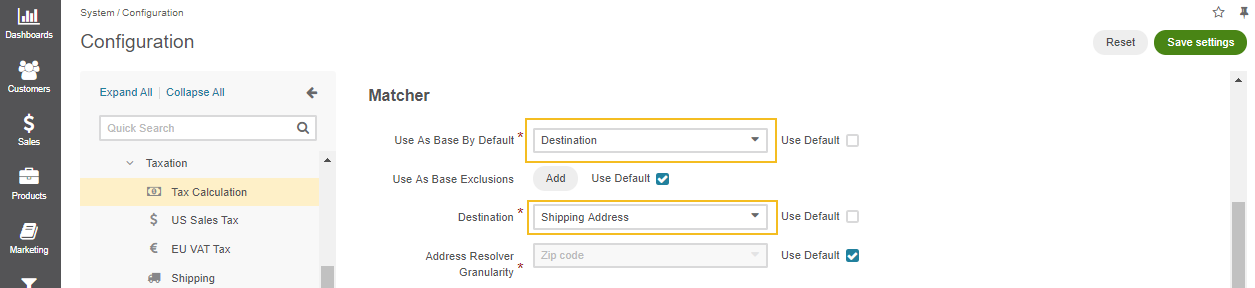 Dashboards
Customers
Sales
Products
Marketing
System / Configuration
Configuration
Reset
Save settings
Expand All | Collapse All
Quick Search
Taxation
Tax Calculation
US Sales Tax
EU VAT Tax
Shipping
Matcher
Use As Base By Default * Destination Use Default
Use As Base Exclusions Add Use Default
Destination * Shipping Address Use Default
Address Resolver
Granularity * Zip code Use Default